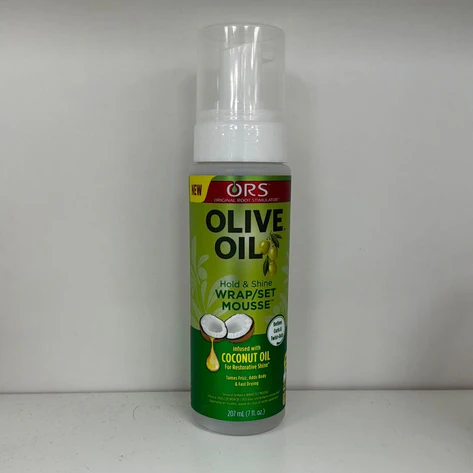 NEW
ORS
ORIGINAL ROOT STIMULATOR
OLIVE
OIL
Hold & Shine
WRAP/SET
MOUSSE
infused with
COCONUT OIL
For Restorative Shine
Tames Frizz, Adds Body
& Fast Drying
207 mL (7 fl.oz.)